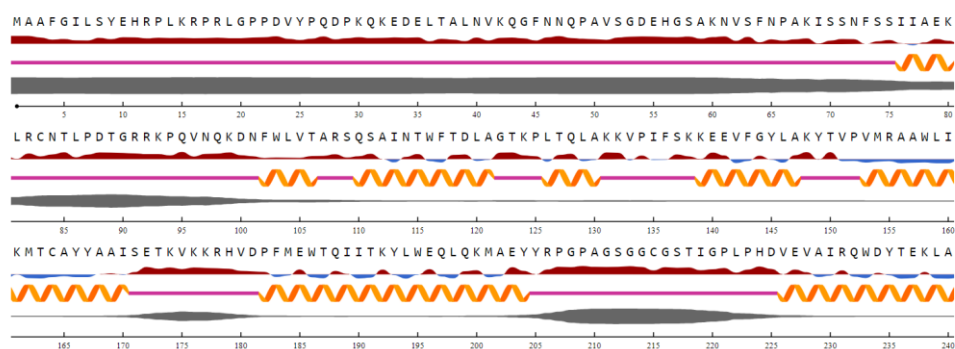 MAAFGILSYEHRPLKRPRLGPPDVYPQDPKQKEDELTALNVKQGFNNQPAVSGDEHGSAKNVSFNPAKISSNFSSIIAEK
5 10 15 20 25 30 35 40 45 50 55 60 65 70 75 80
LRCNTLPDTGRRKPQVNQKDNFWLVTARSQSAINTWFTDLAGTKPLTQLAKKVPIFSKKEEVFGYLAKYTVPVMRAAWLI
85 90 95 100 105 110 115 120 125 130 135 140 145 150 155 160
KMTCAYYAAISETKVKKRHVDPFMEWTQIITKYLWEQLQKMAEYYRPGPAGSGGCGSTIGPLPHDVEVAIRQWDYTEKLA
165 170 175 180 185 190 195 200 205 210 215 220 225 230 235 240